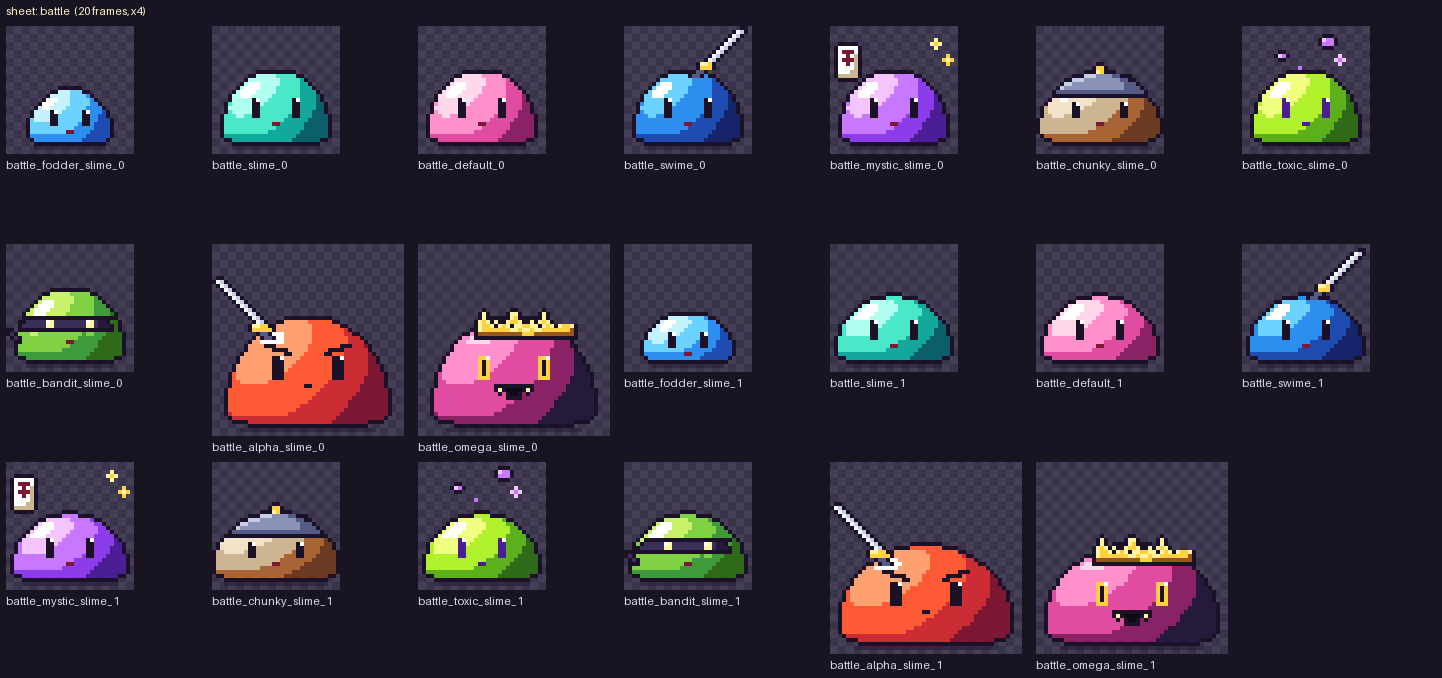 sheet: battle (20 frames, x4)
battle_fodder_slime_0
battle_slime_0
battle_default_0
battle_swime_0
battle_mystic_slime_0
battle_chunky_slime_0
battle_toxic_slime_0
battle_bandit_slime_0
battle_alpha_slime_0
battle_omega_slime_0
battle_fodder_slime_1
battle_slime_1
battle_default_1
battle_swime_1
battle_mystic_slime_1
battle_chunky_slime_1
battle_toxic_slime_1
battle_bandit_slime_1
battle_alpha_slime_1
battle_omega_slime_1